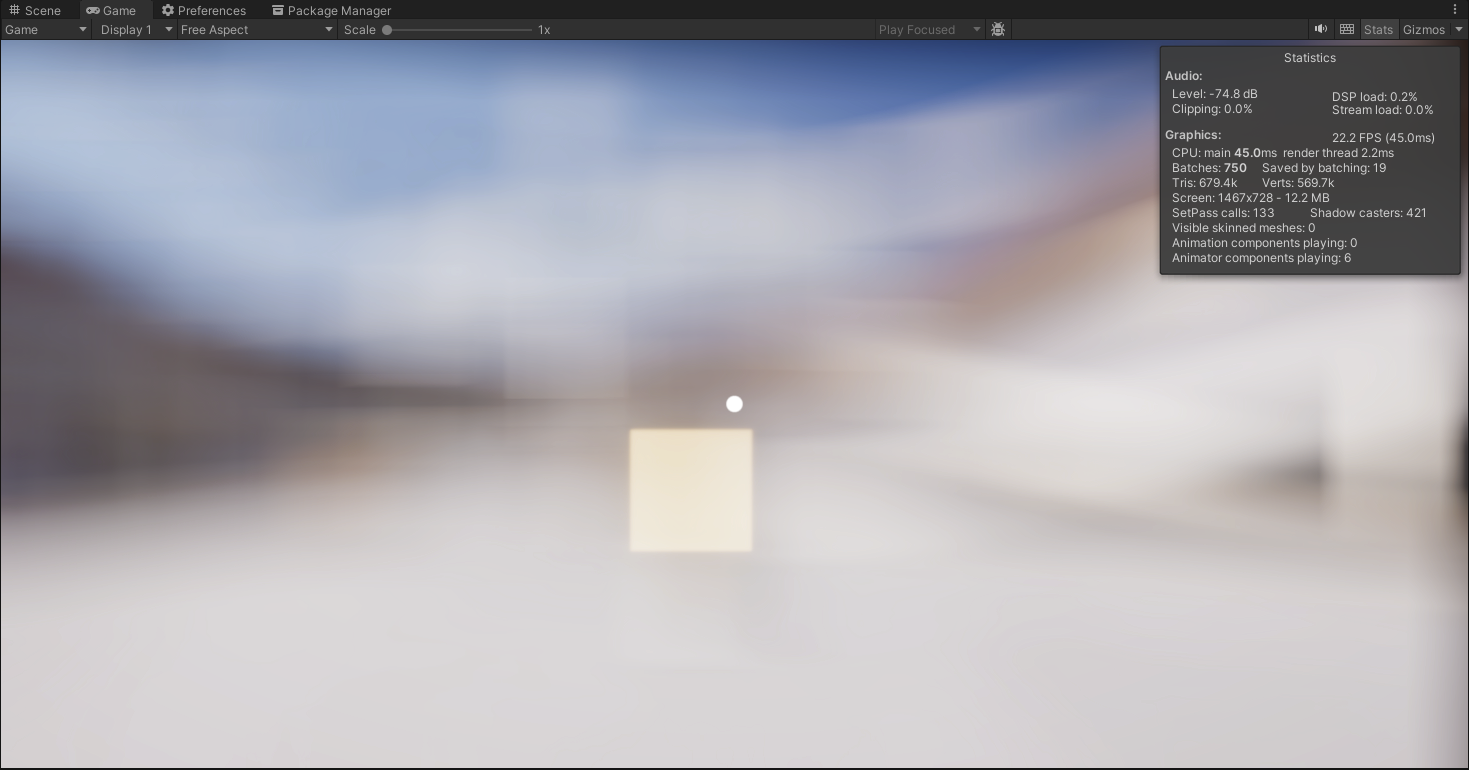 Scene Game Preferences Package Manager
Game Display 1 Free Aspect Scale 1x Play Focused Stats Gizmos
Statistics
Audio:
Level: -74.8 dB DSP load: 0.2%
Clipping: 0.0% Stream load: 0.0%
Graphics: 22.2 FPS (45.0ms)
CPU: main 45.0ms render thread 2.2ms
Batches: 750 Saved by batching: 19
Tris: 679.4k Verts: 569.7k
Screen: 1467x728 - 12.2 MB
SetPass calls: 133 Shadow casters: 421
Visible skinned meshes: 0
Animation components playing: 0
Animator components playing: 6